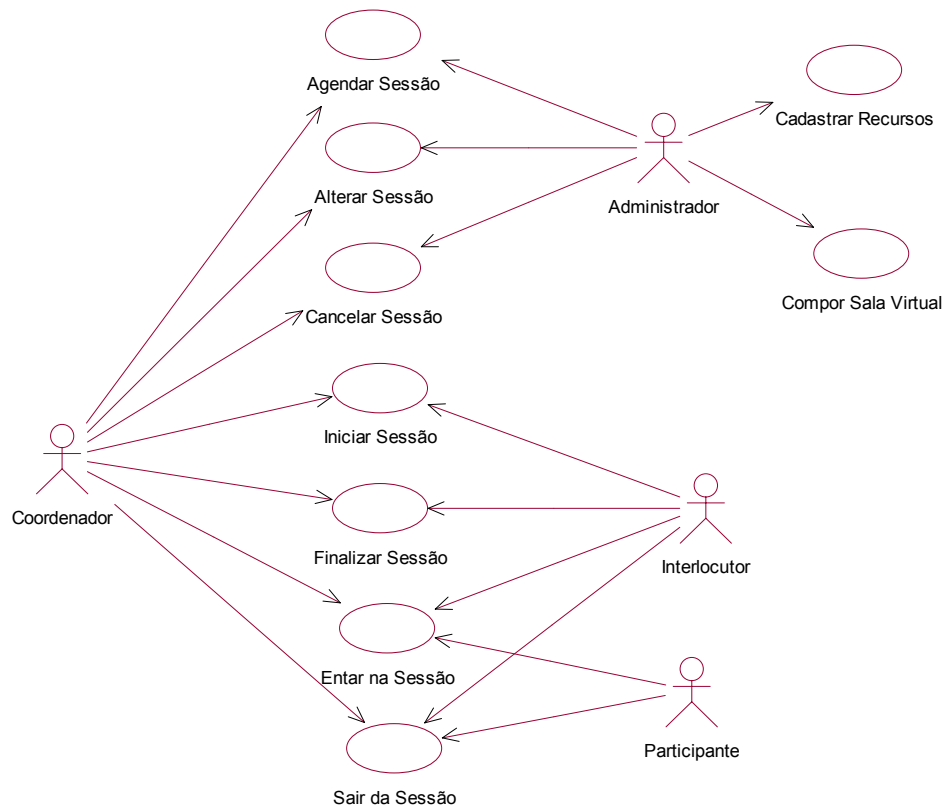 Agendar Sessão
Cadastrar Recursos
Alterar Sessão
Administrador
Compor Sala Virtual
Cancelar Sessão
Iniciar Sessão
Coordenador
Finalizar Sessão
Interlocutor
Entar na Sessão
Participante
Sair da Sessão